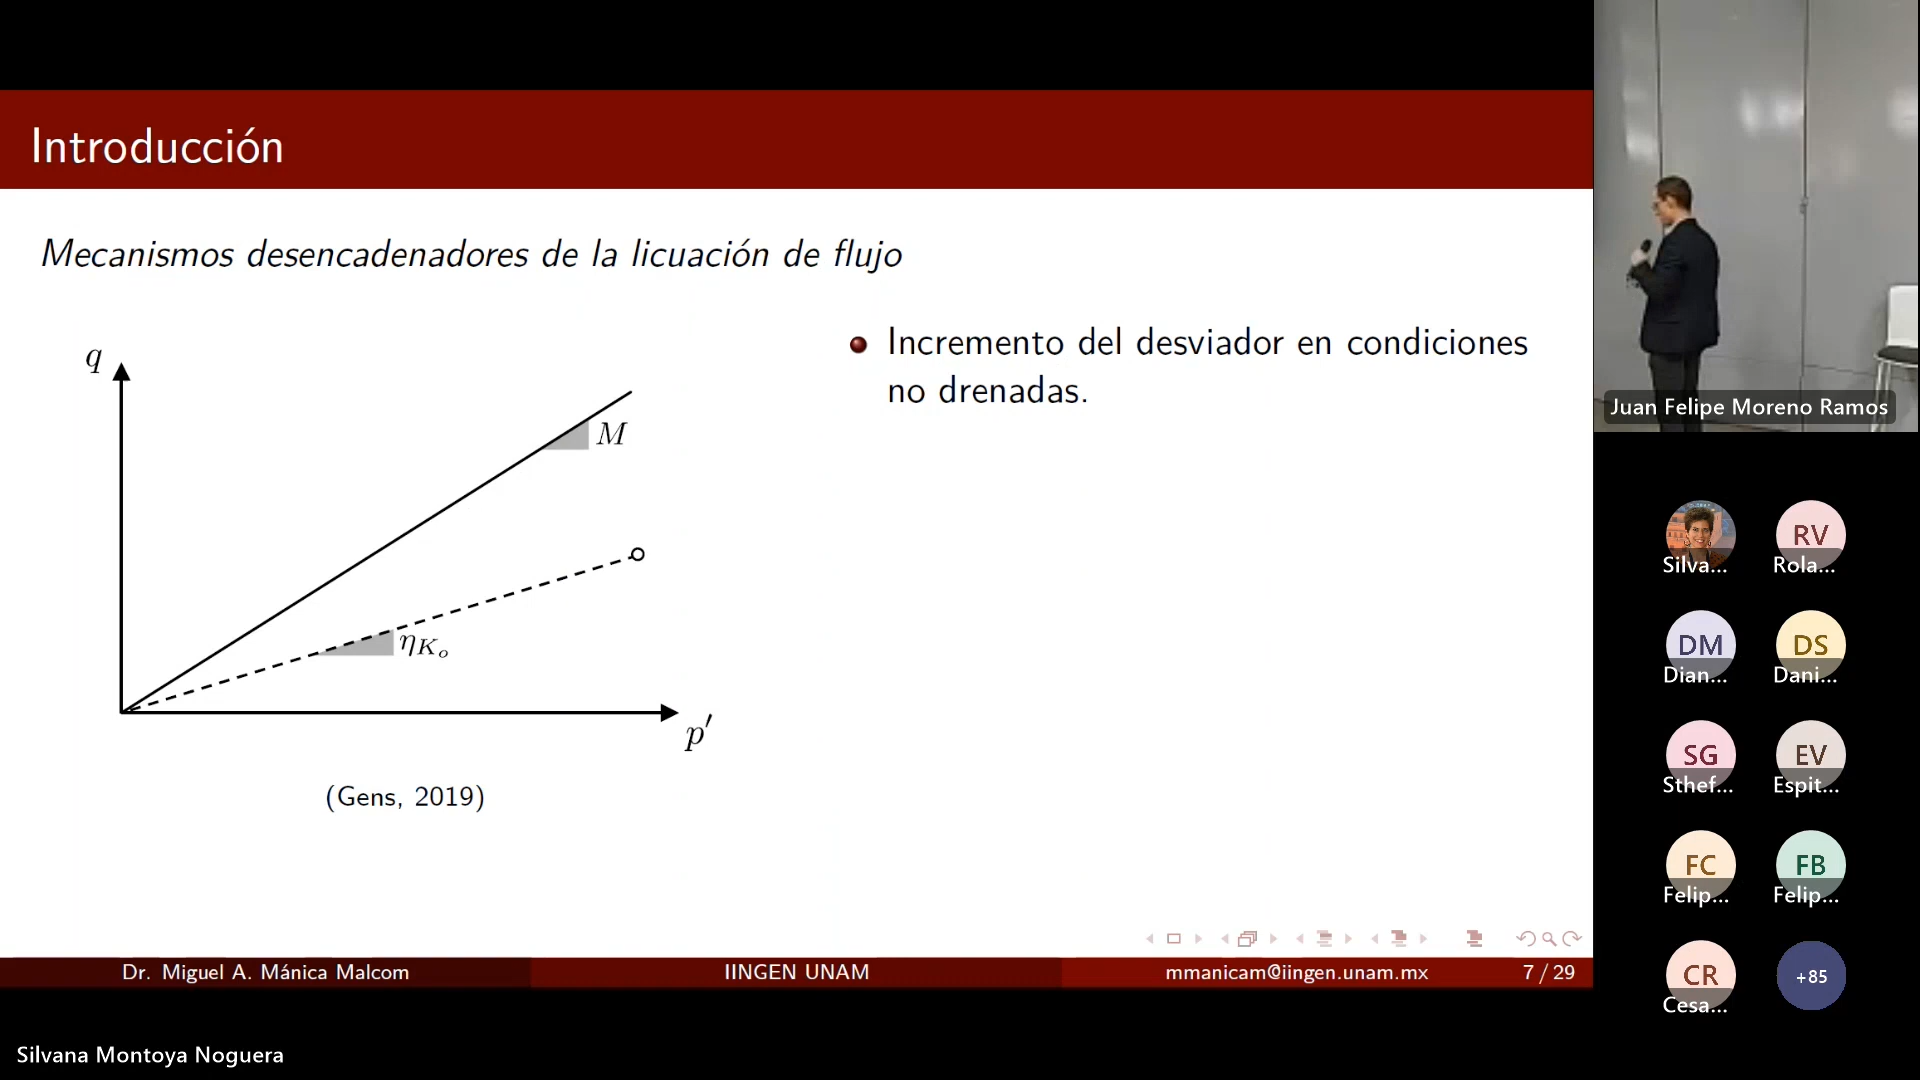 Introducción
Mecanismos desencadenadores de la licuación de flujo
Incremento del desviador en condiciones
no drenadas.
q
M
ηKₒ
p′
(Gens, 2019)
Dr. Miguel A. Mánica Malcom
IINGEN UNAM
mmanicam@iingen.unam.mx
7 / 29
Juan Felipe Moreno Ramos
Silva...
RV
Rola...
DM
Dian...
DS
Dani...
SG
Sthef...
EV
Espit...
FC
Felip...
FB
Felip...
CR
Cesa...
+85
Silvana Montoya Noguera